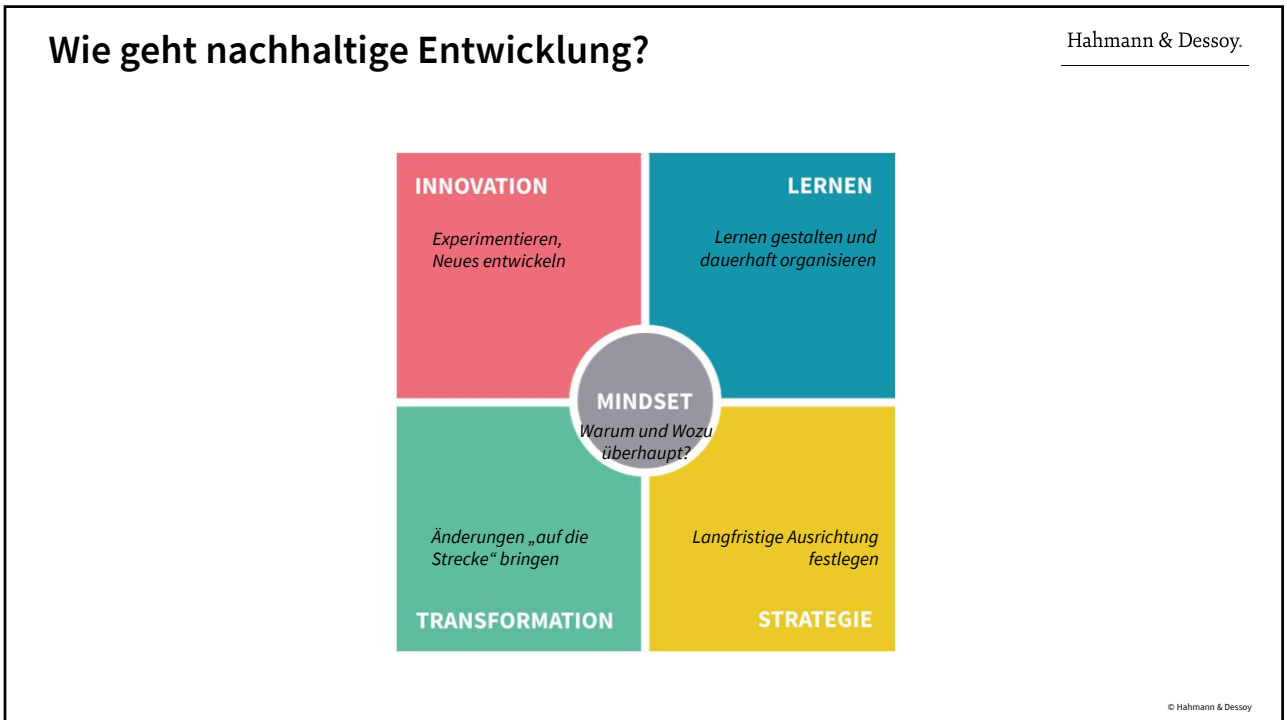 Wie geht nachhaltige Entwicklung?
Hahmann & Dessoy.
INNOVATION
Experimentieren,
Neues entwickeln
LERNEN
Lernen gestalten und
dauerhaft organisieren
MINDSET
Warum und Wozu
überhaupt?
Änderungen „auf die
Strecke“ bringen
TRANSFORMATION
Langfristige Ausrichtung
festlegen
STRATEGIE
© Hahmann & Dessoy